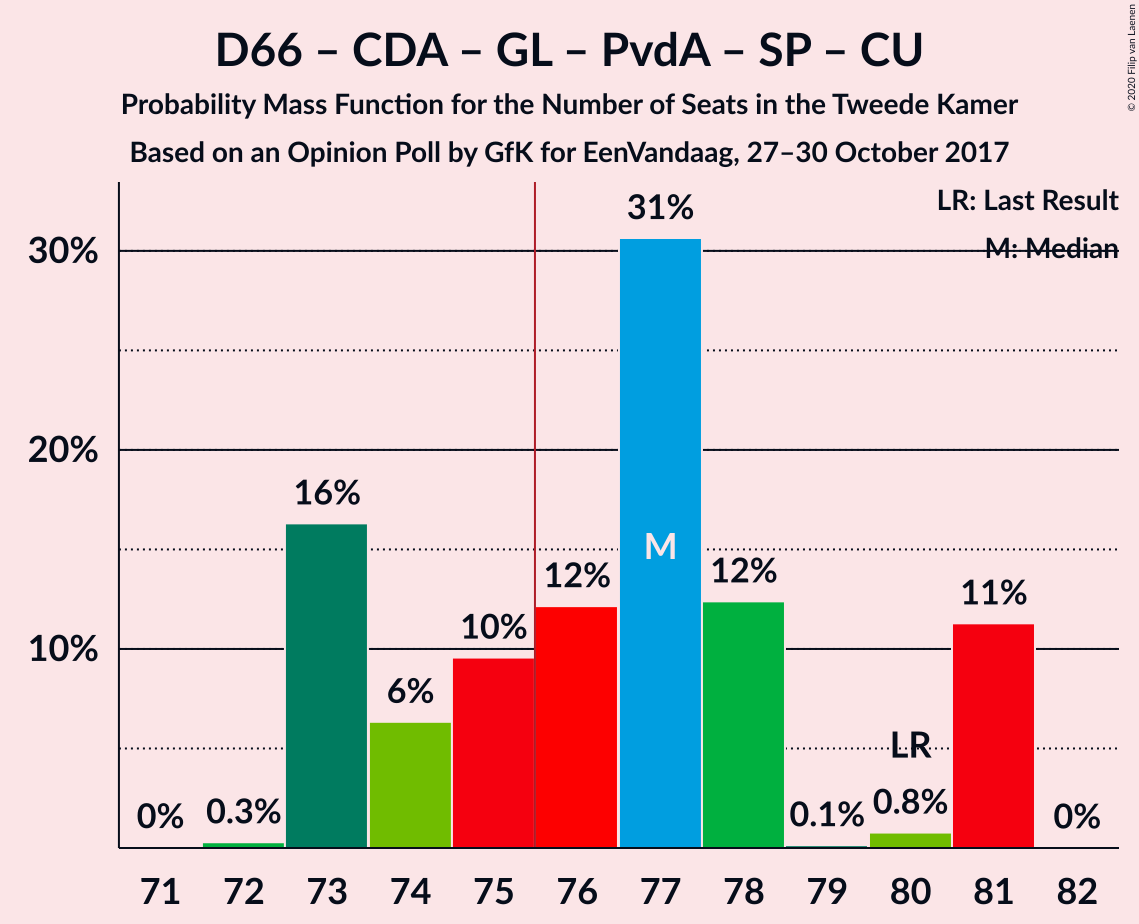 © 2020 Filip van Laenen
D66 – CDA – GL – PvdA – SP – CU
Probability Mass Function for the Number of Seats in the Tweede Kamer
Based on an Opinion Poll by GfK for EenVandaag, 27–30 October 2017
LR: Last Result
M: Median
30%
20%
10%
0%
0.3%
16%
6%
10%
12%
31%
M
12%
0.1%
LR
0.8%
11%
0%
71 72 73 74 75 76 77 78 79 80 81 82